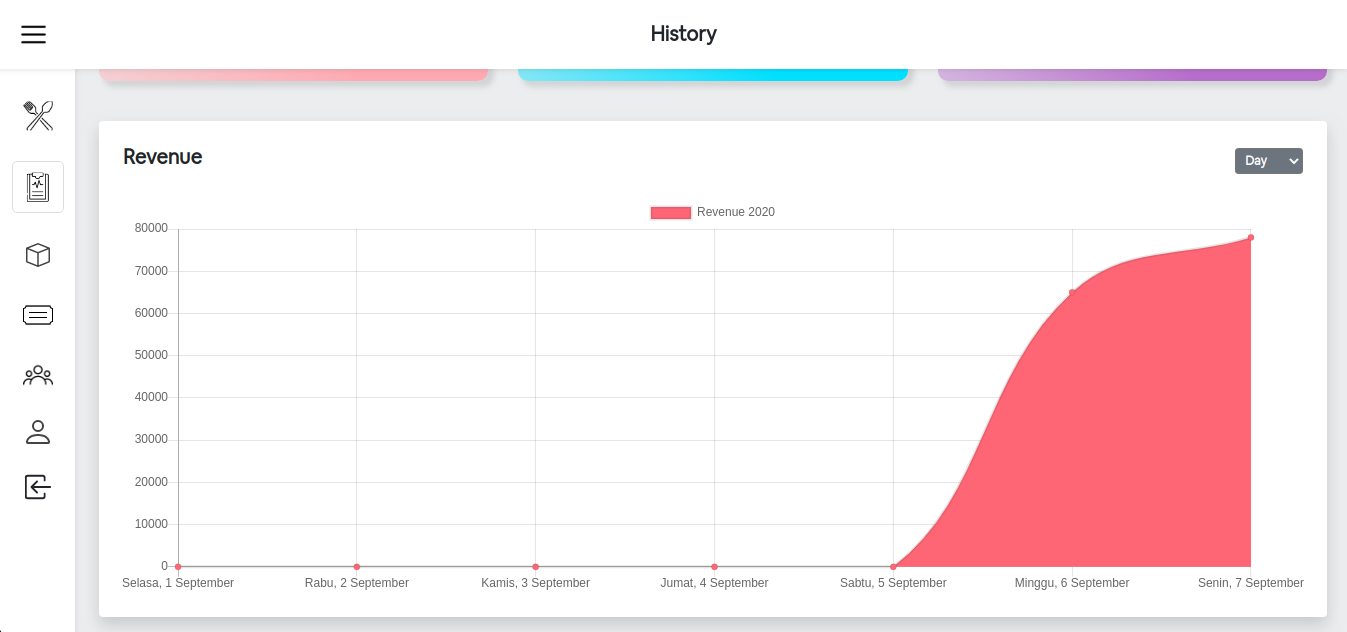 History
Revenue
Day
Revenue 2020
80000
70000
60000
50000
40000
30000
20000
10000
0
Selasa, 1 September Rabu, 2 September Kamis, 3 September Jumat, 4 September Sabtu, 5 September Minggu, 6 September Senin, 7 September